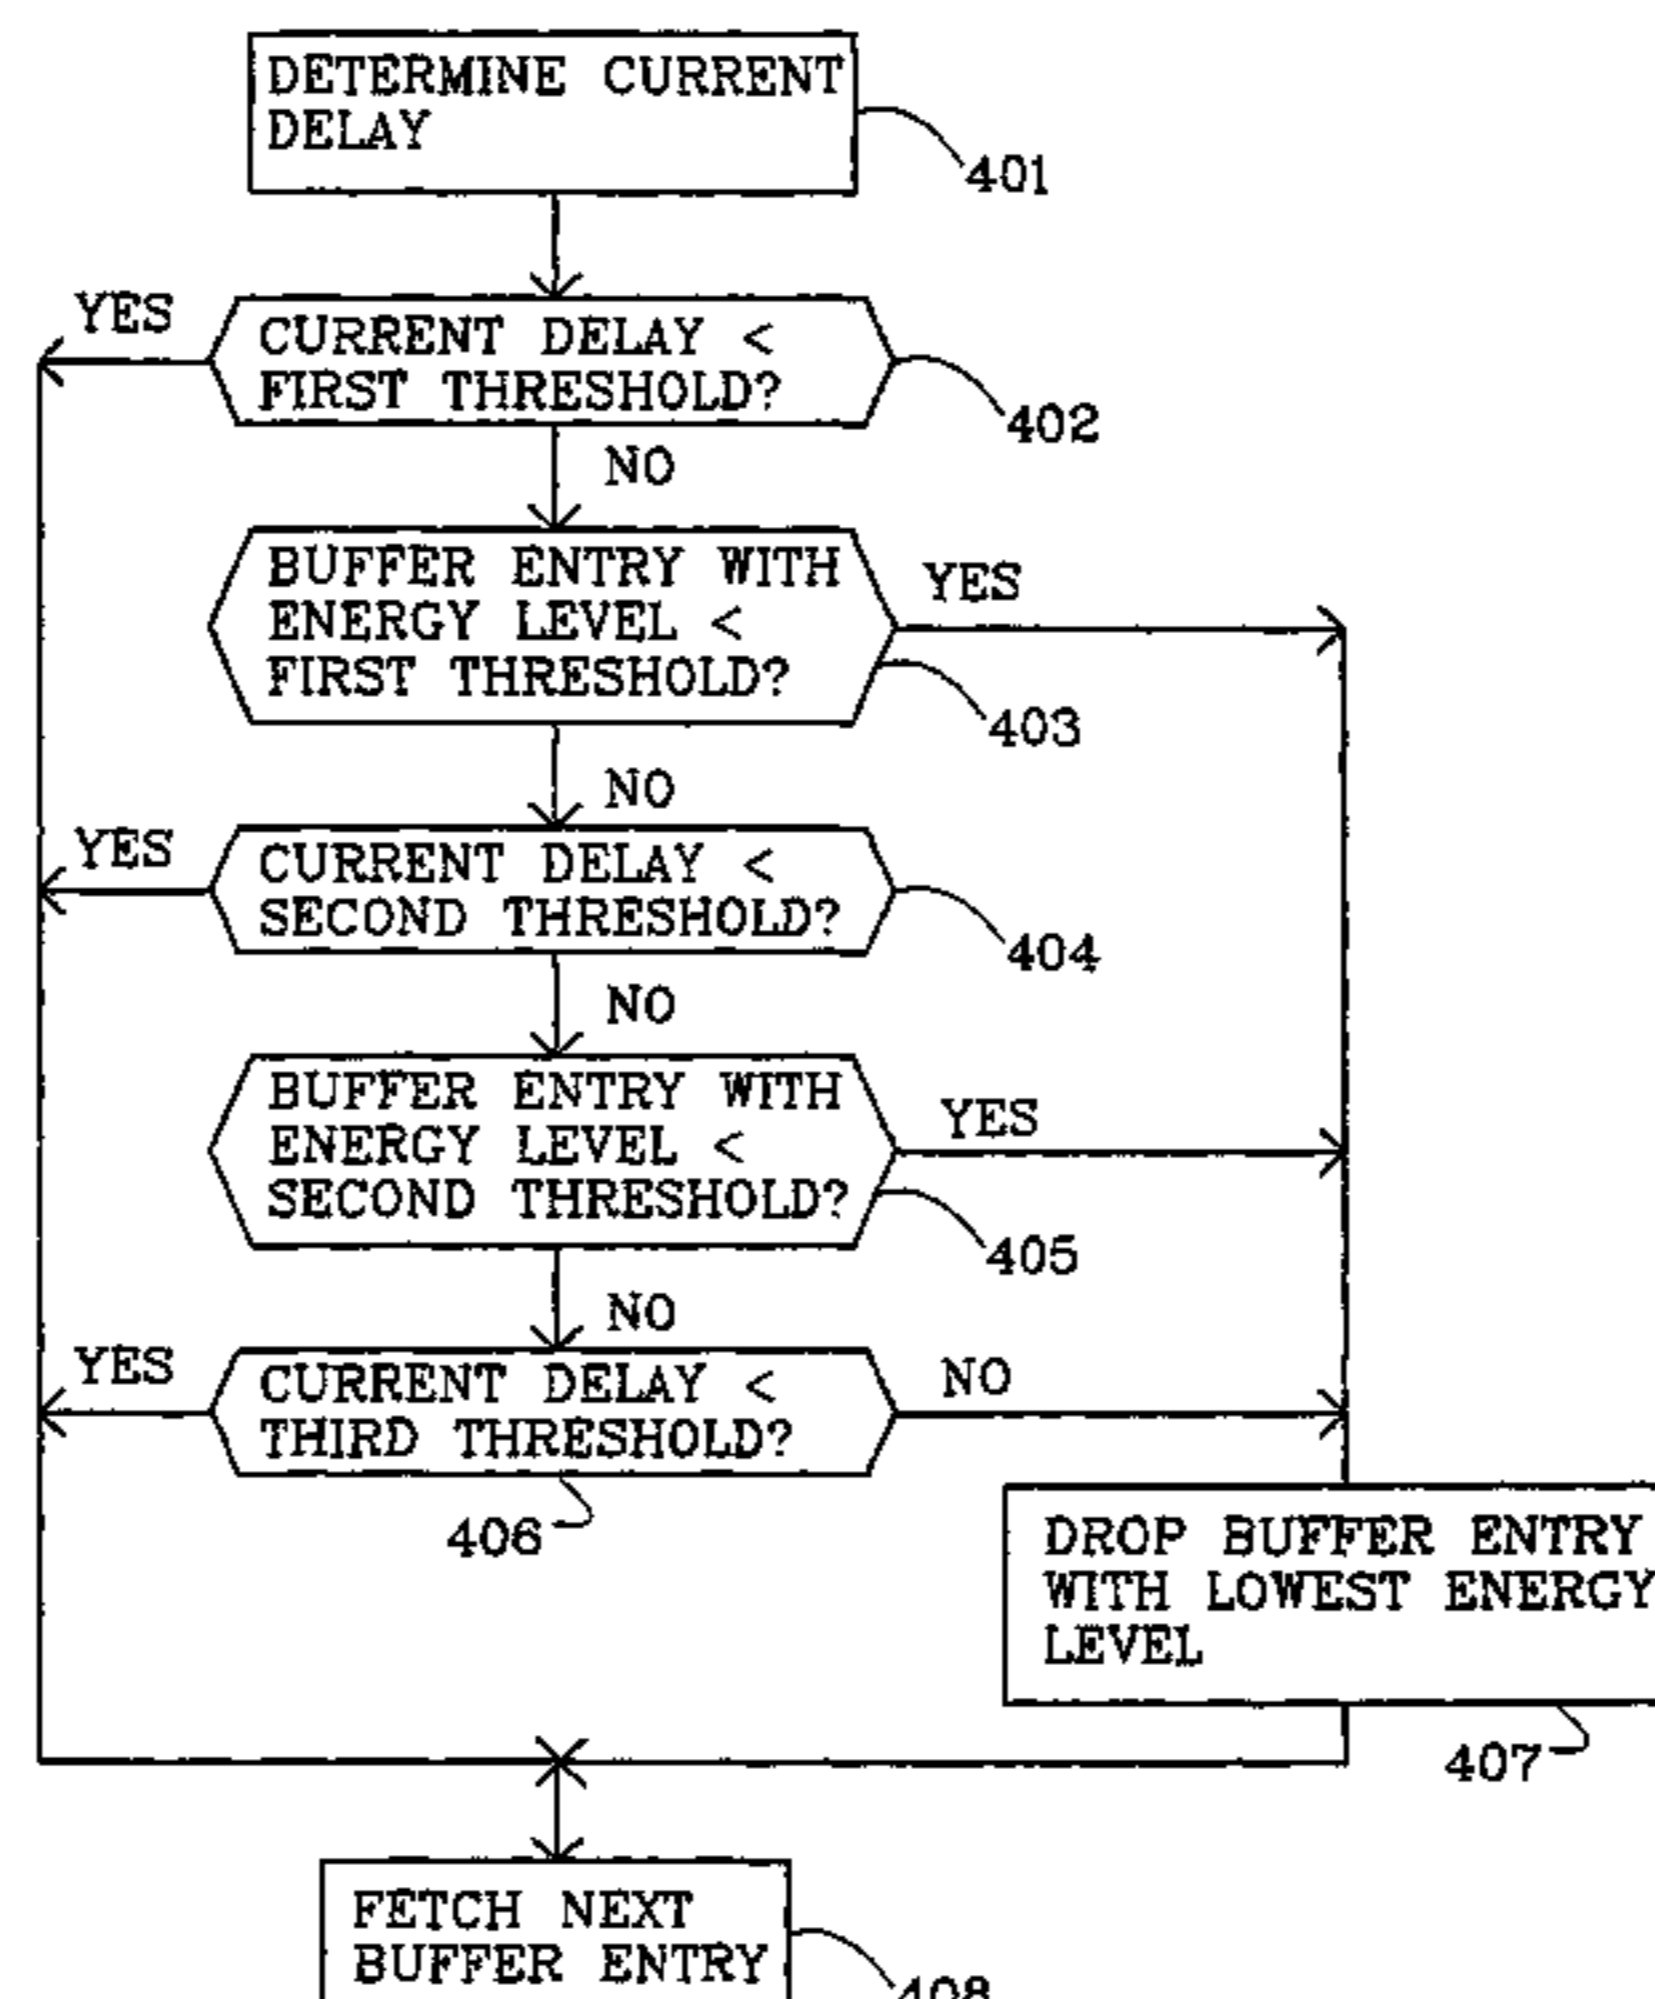 DETERMINE CURRENT
DELAY
401
YES
CURRENT DELAY <
FIRST THRESHOLD?
402
NO
BUFFER ENTRY WITH
ENERGY LEVEL <
FIRST THRESHOLD?
YES
403
NO
YES
CURRENT DELAY <
SECOND THRESHOLD?
404
NO
BUFFER ENTRY WITH
ENERGY LEVEL <
SECOND THRESHOLD?
YES
405
NO
YES
CURRENT DELAY <
THIRD THRESHOLD?
NO
406
DROP BUFFER ENTRY
WITH LOWEST ENERGY
LEVEL
407
FETCH NEXT
BUFFER ENTRY
408